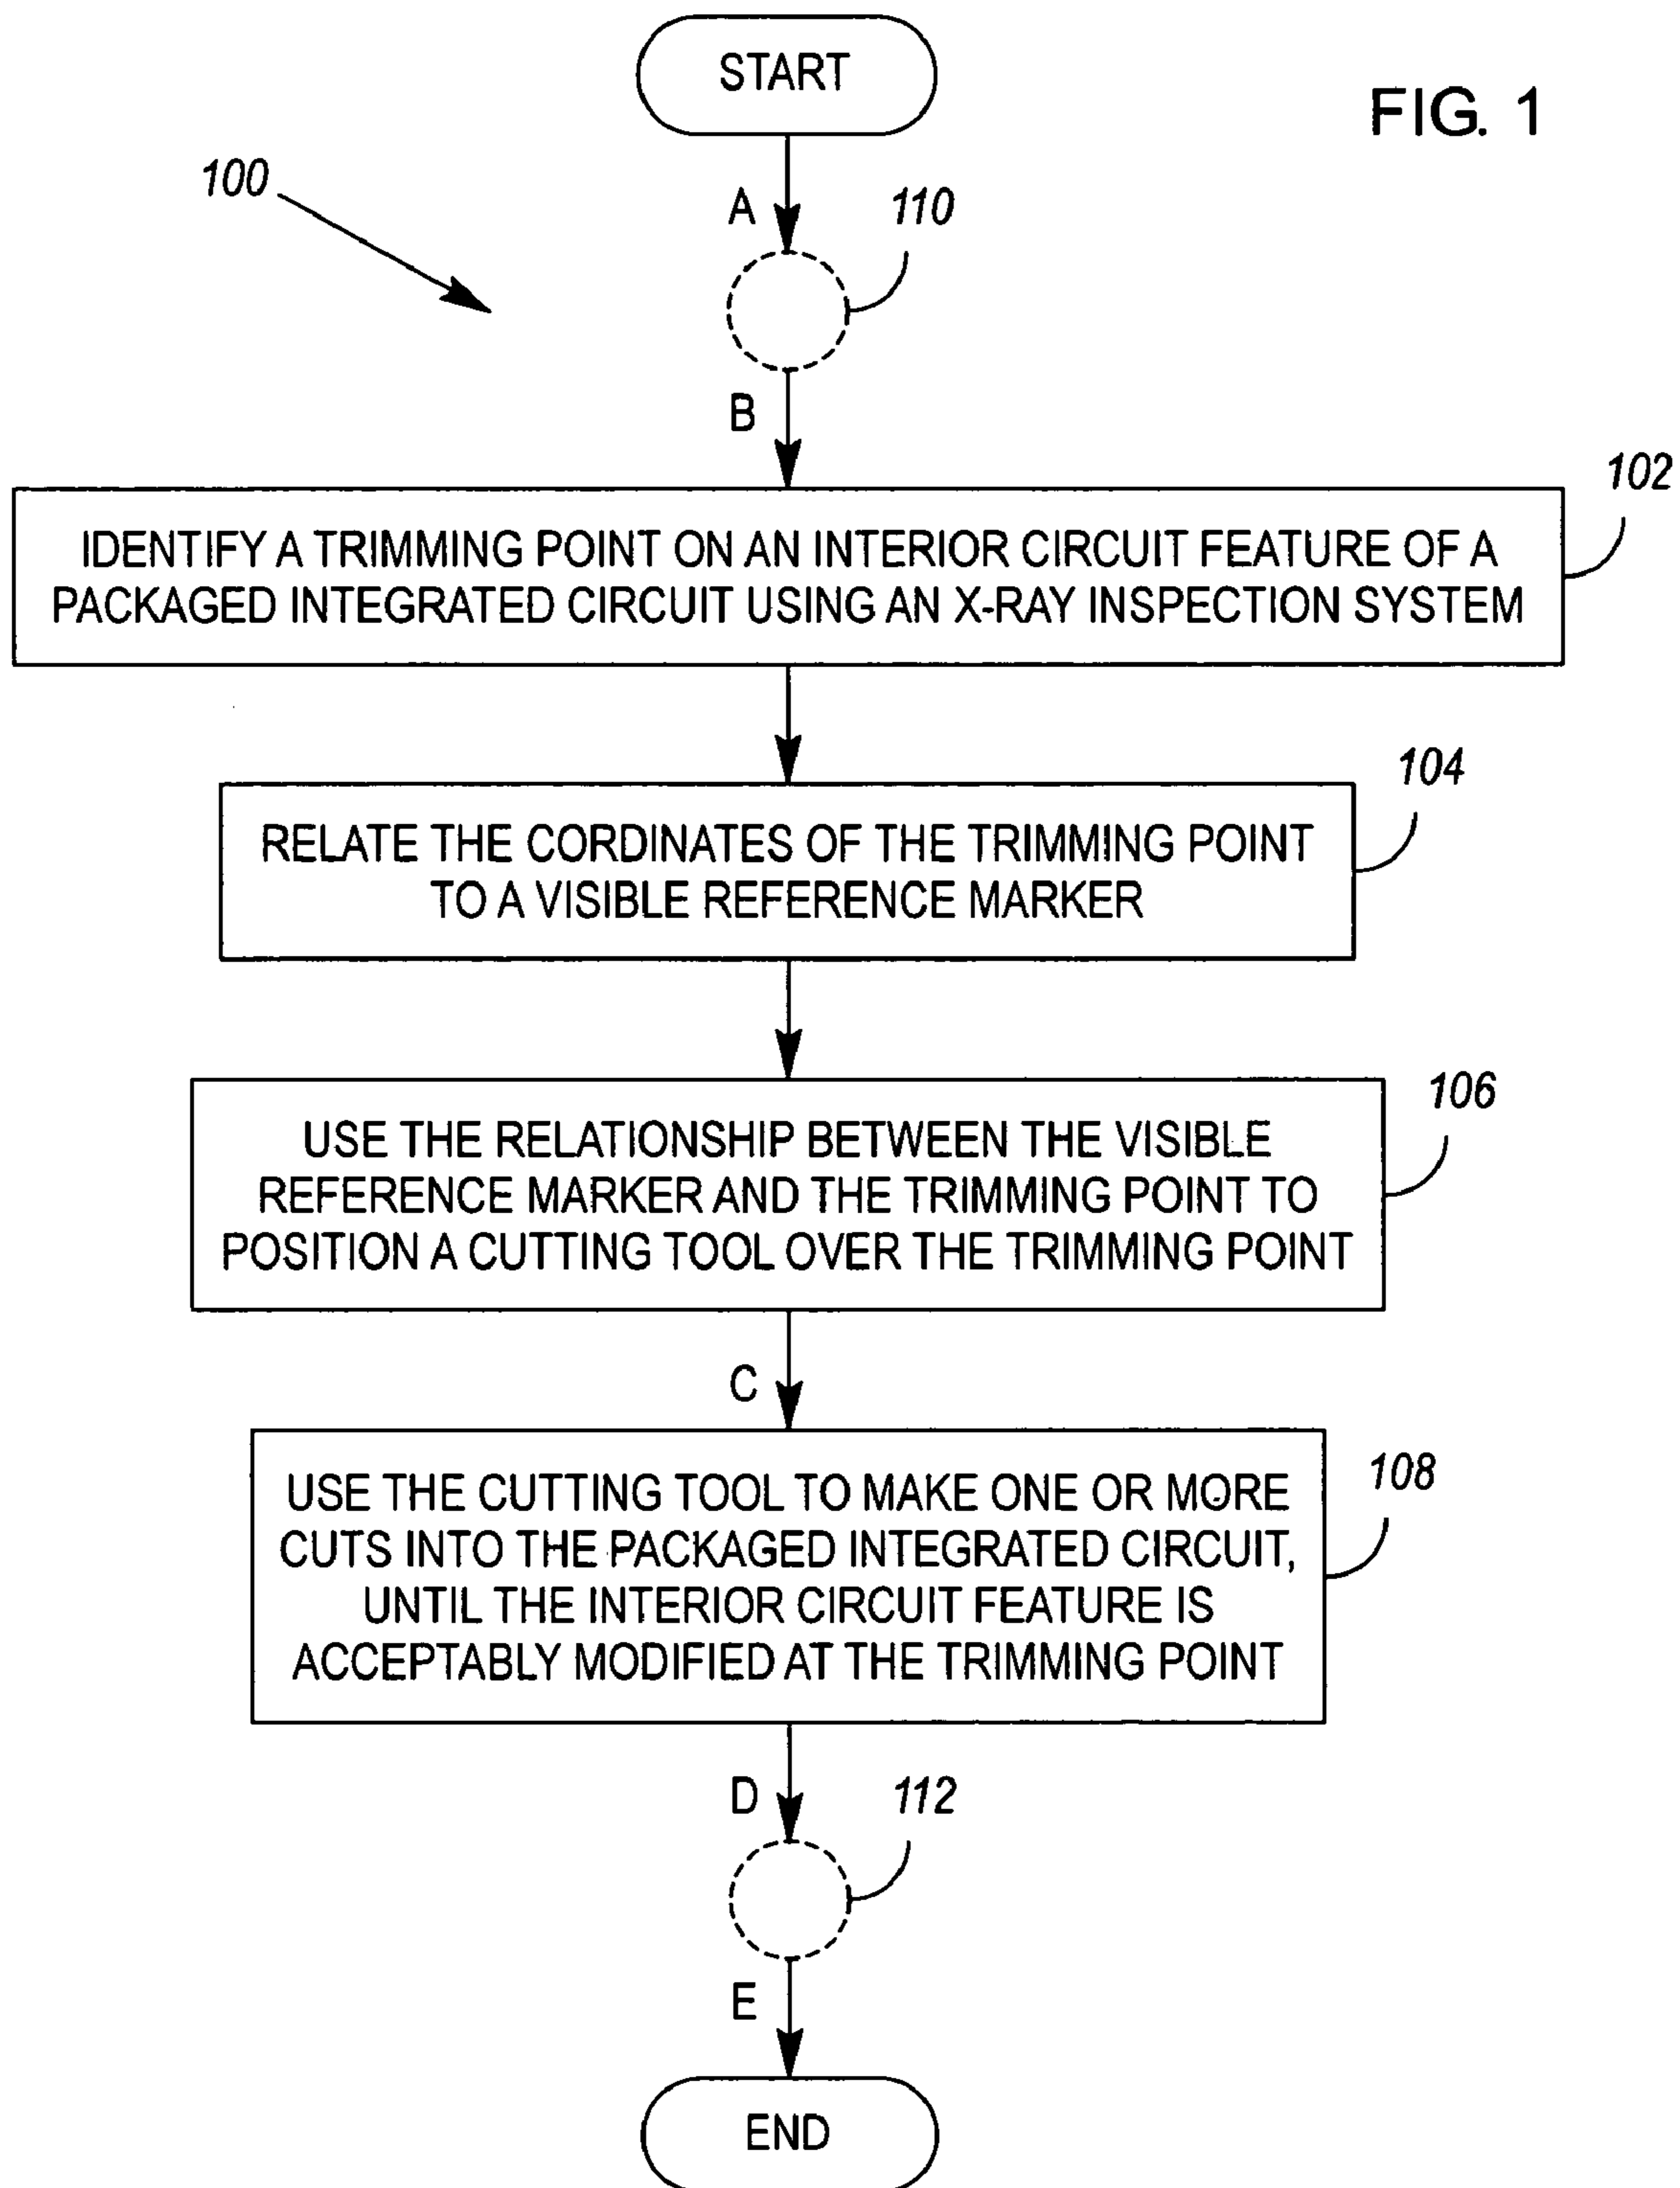 START
FIG. 1
100
A
110
B
102
IDENTIFY A TRIMMING POINT ON AN INTERIOR CIRCUIT FEATURE OF A
PACKAGED INTEGRATED CIRCUIT USING AN X-RAY INSPECTION SYSTEM
104
RELATE THE CORDINATES OF THE TRIMMING POINT
TO A VISIBLE REFERENCE MARKER
106
USE THE RELATIONSHIP BETWEEN THE VISIBLE
REFERENCE MARKER AND THE TRIMMING POINT TO
POSITION A CUTTING TOOL OVER THE TRIMMING POINT
C
108
USE THE CUTTING TOOL TO MAKE ONE OR MORE
CUTS INTO THE PACKAGED INTEGRATED CIRCUIT,
UNTIL THE INTERIOR CIRCUIT FEATURE IS
ACCEPTABLY MODIFIED AT THE TRIMMING POINT
D
112
E
END